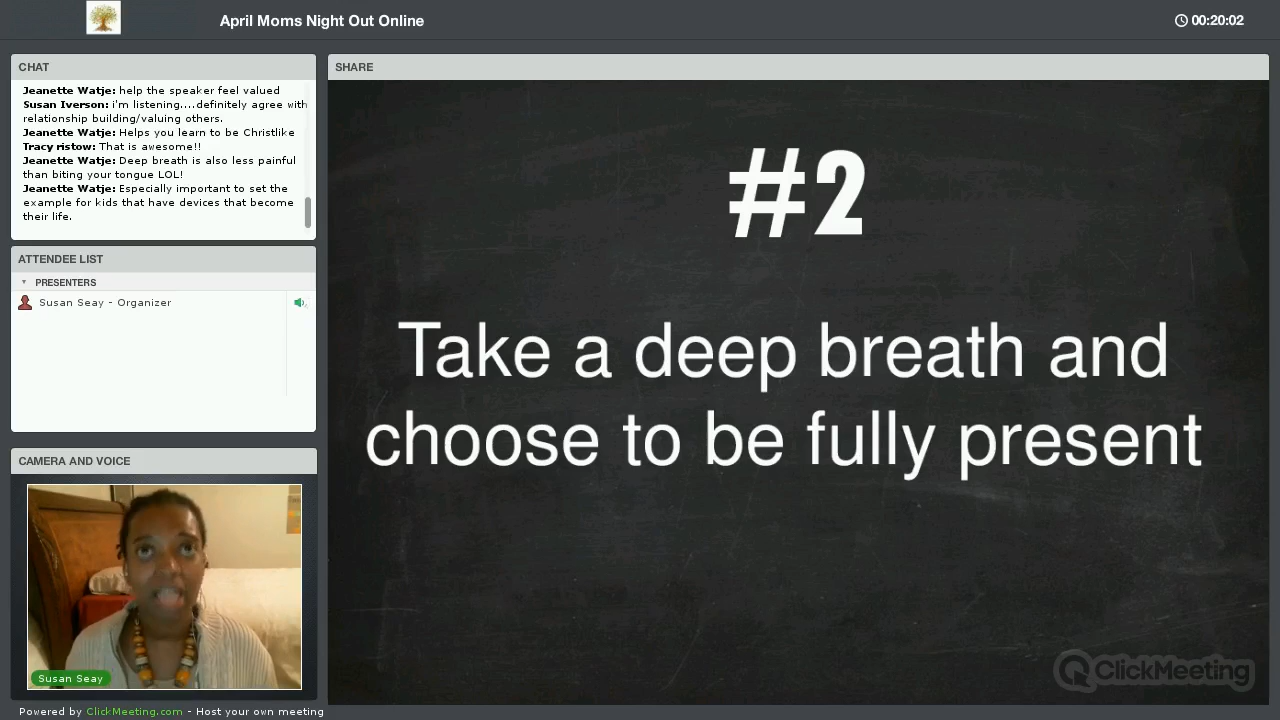 April Moms Night Out Online
00:20:02
CHAT
Jeanette Watje: help the speaker feel valued
Susan Iverson: i'm listening....definitely agree with
relationship building/valuing others.
Jeanette Watje: Helps you learn to be Christlike
Tracy ristow: That is awesome!!
Jeanette Watje: Deep breath is also less painful
than biting your tongue LOL!
Jeanette Watje: Especially important to set the
example for kids that have devices that become
their life.
ATTENDEE LIST
PRESENTERS
Susan Seay - Organizer
CAMERA AND VOICE
Susan Seay
Powered by ClickMeeting.com - Host your own meeting
SHARE
#2
Take a deep breath and
choose to be fully present
ClickMeeting